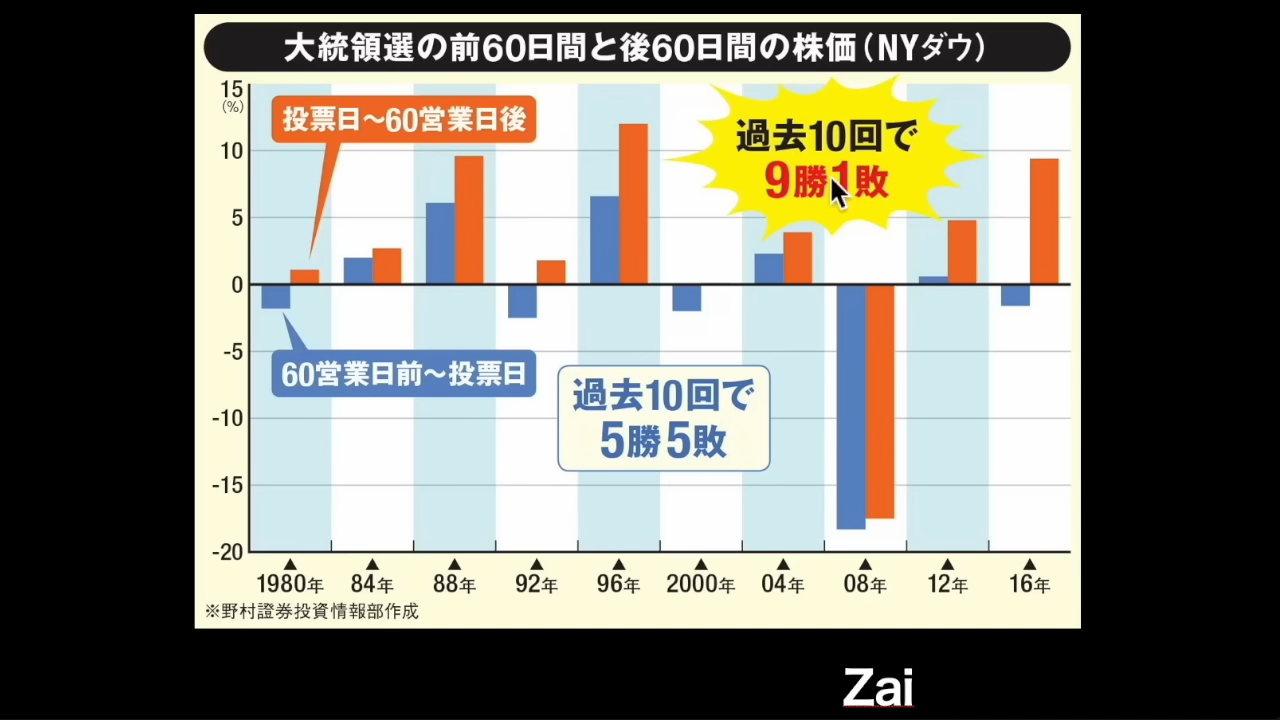 大統領選の前60日間と後60日間の株価(NYダウ)
15
(%)
10
5
0
-5
-10
-15
-20
投票日〜60営業日後
過去10回で
9勝1敗
60営業日前〜投票日
過去10回で
5勝5敗
▲ ▲ ▲ ▲ ▲ ▲ ▲ ▲ ▲ ▲
1980年 84年 88年 92年 96年 2000年 04年 08年 12年 16年
※野村證券投資情報部作成
Zai